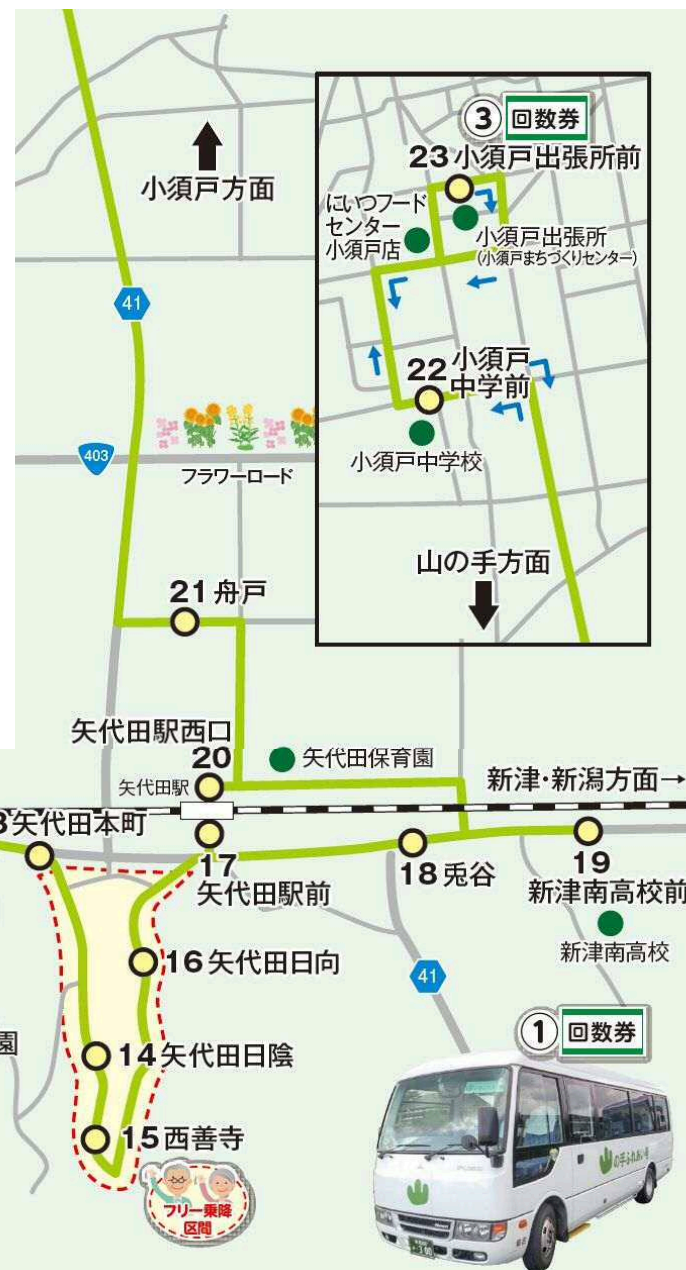 ③ 回数券
23 小須戸出張所前
小須戸方面
にいつフード
センター
小須戸店
小須戸出張所
(小須戸まちづくりセンター)
41
22 小須戸
中学前
403
フラワーロード
小須戸中学校
山の手方面
21 舟戸
矢代田駅西口
20
矢代田駅
矢代田保育園
新津・新潟方面→
矢代田本町
17
矢代田駅前
18 兎谷
19
新津南高校前
新津南高校
16 矢代田日向
41
園
14 矢代田日陰
① 回数券
15 西善寺
フリー乗降
区間
の手ふれあい号